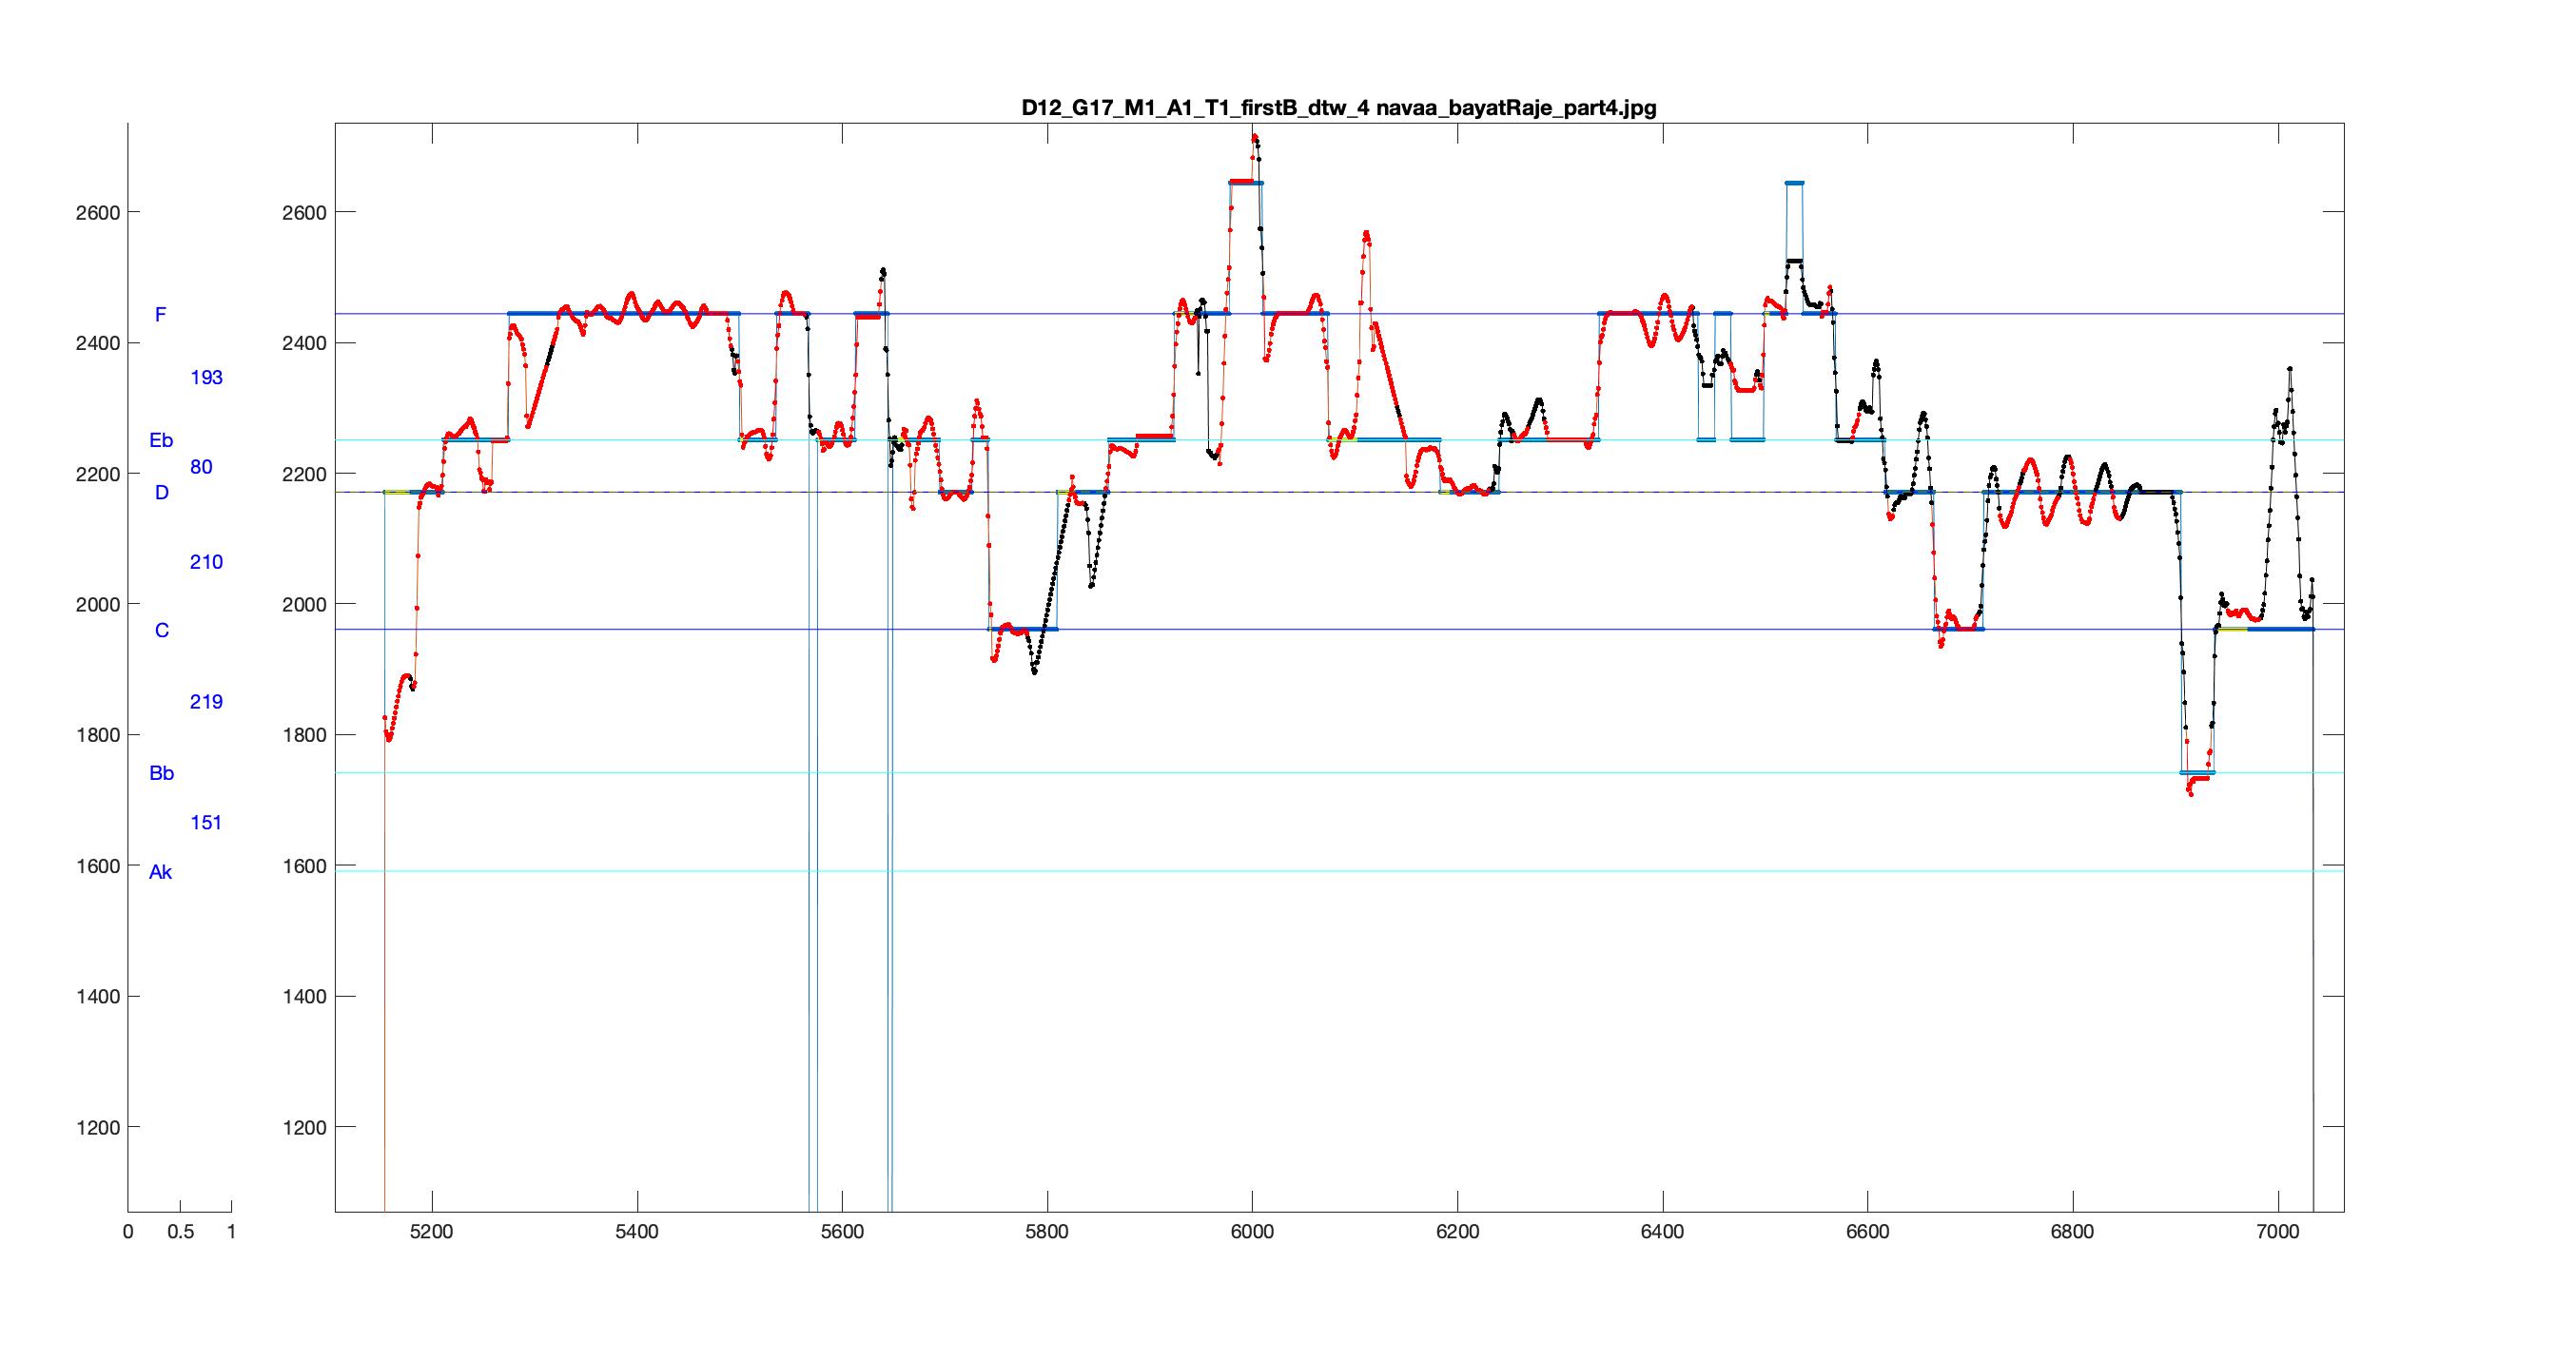 D12_G17_M1_A1_T1_firstB_dtw_4 navaa_bayatRaje_part4.jpg
2600 2600
F
2400 2400
193
Eb
2200 80 2200
D
210
2000 2000
C
219
1800 1800
Bb
151
1600 Ak 1600
1400 1400
1200 1200
0 0.5 1 5200 5400 5600 5800 6000 6200 6400 6600 6800 7000